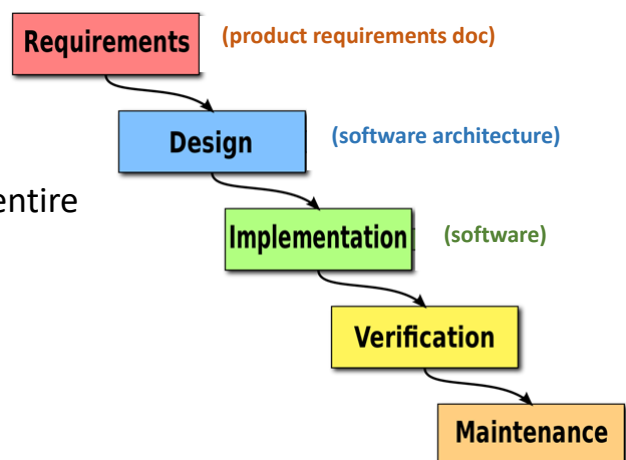 Requirements (product requirements doc)
Design (software architecture)
entire
Implementation (software)
Verification
Maintenance